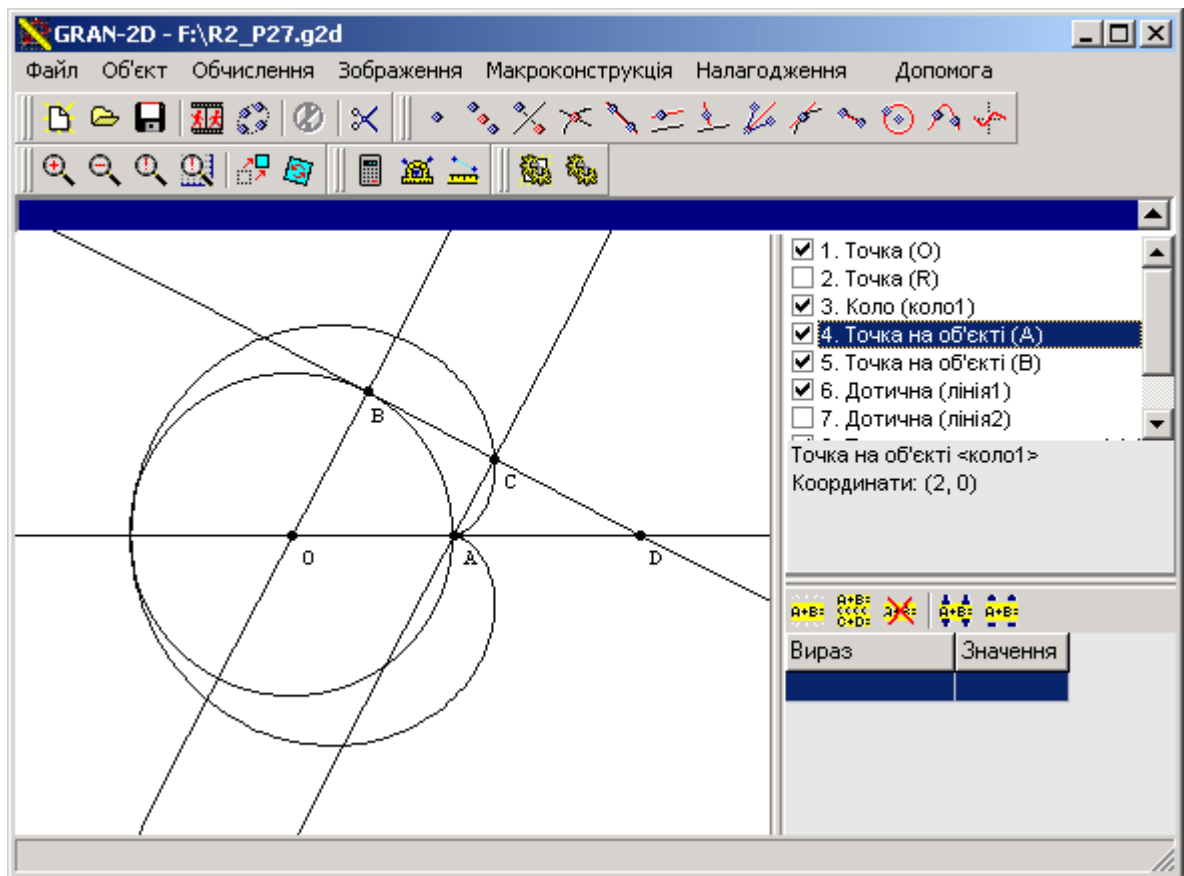 GRAN-2D - F:\R2_P27.g2d
Файл Об'єкт Обчислення Зображення Макроконструкція Налагодження Допомога
1. Точка (O)
2. Точка (R)
3. Коло (коло1)
4. Точка на об'єкті (A)
5. Точка на об'єкті (B)
6. Дотична (лінія1)
7. Дотична (лінія2)
Точка на об'єкті <коло1>
Координати: (2, 0)
B
C
O
A
D
A+B= A+B= C+D= A+B= A+B=
Вираз Значення